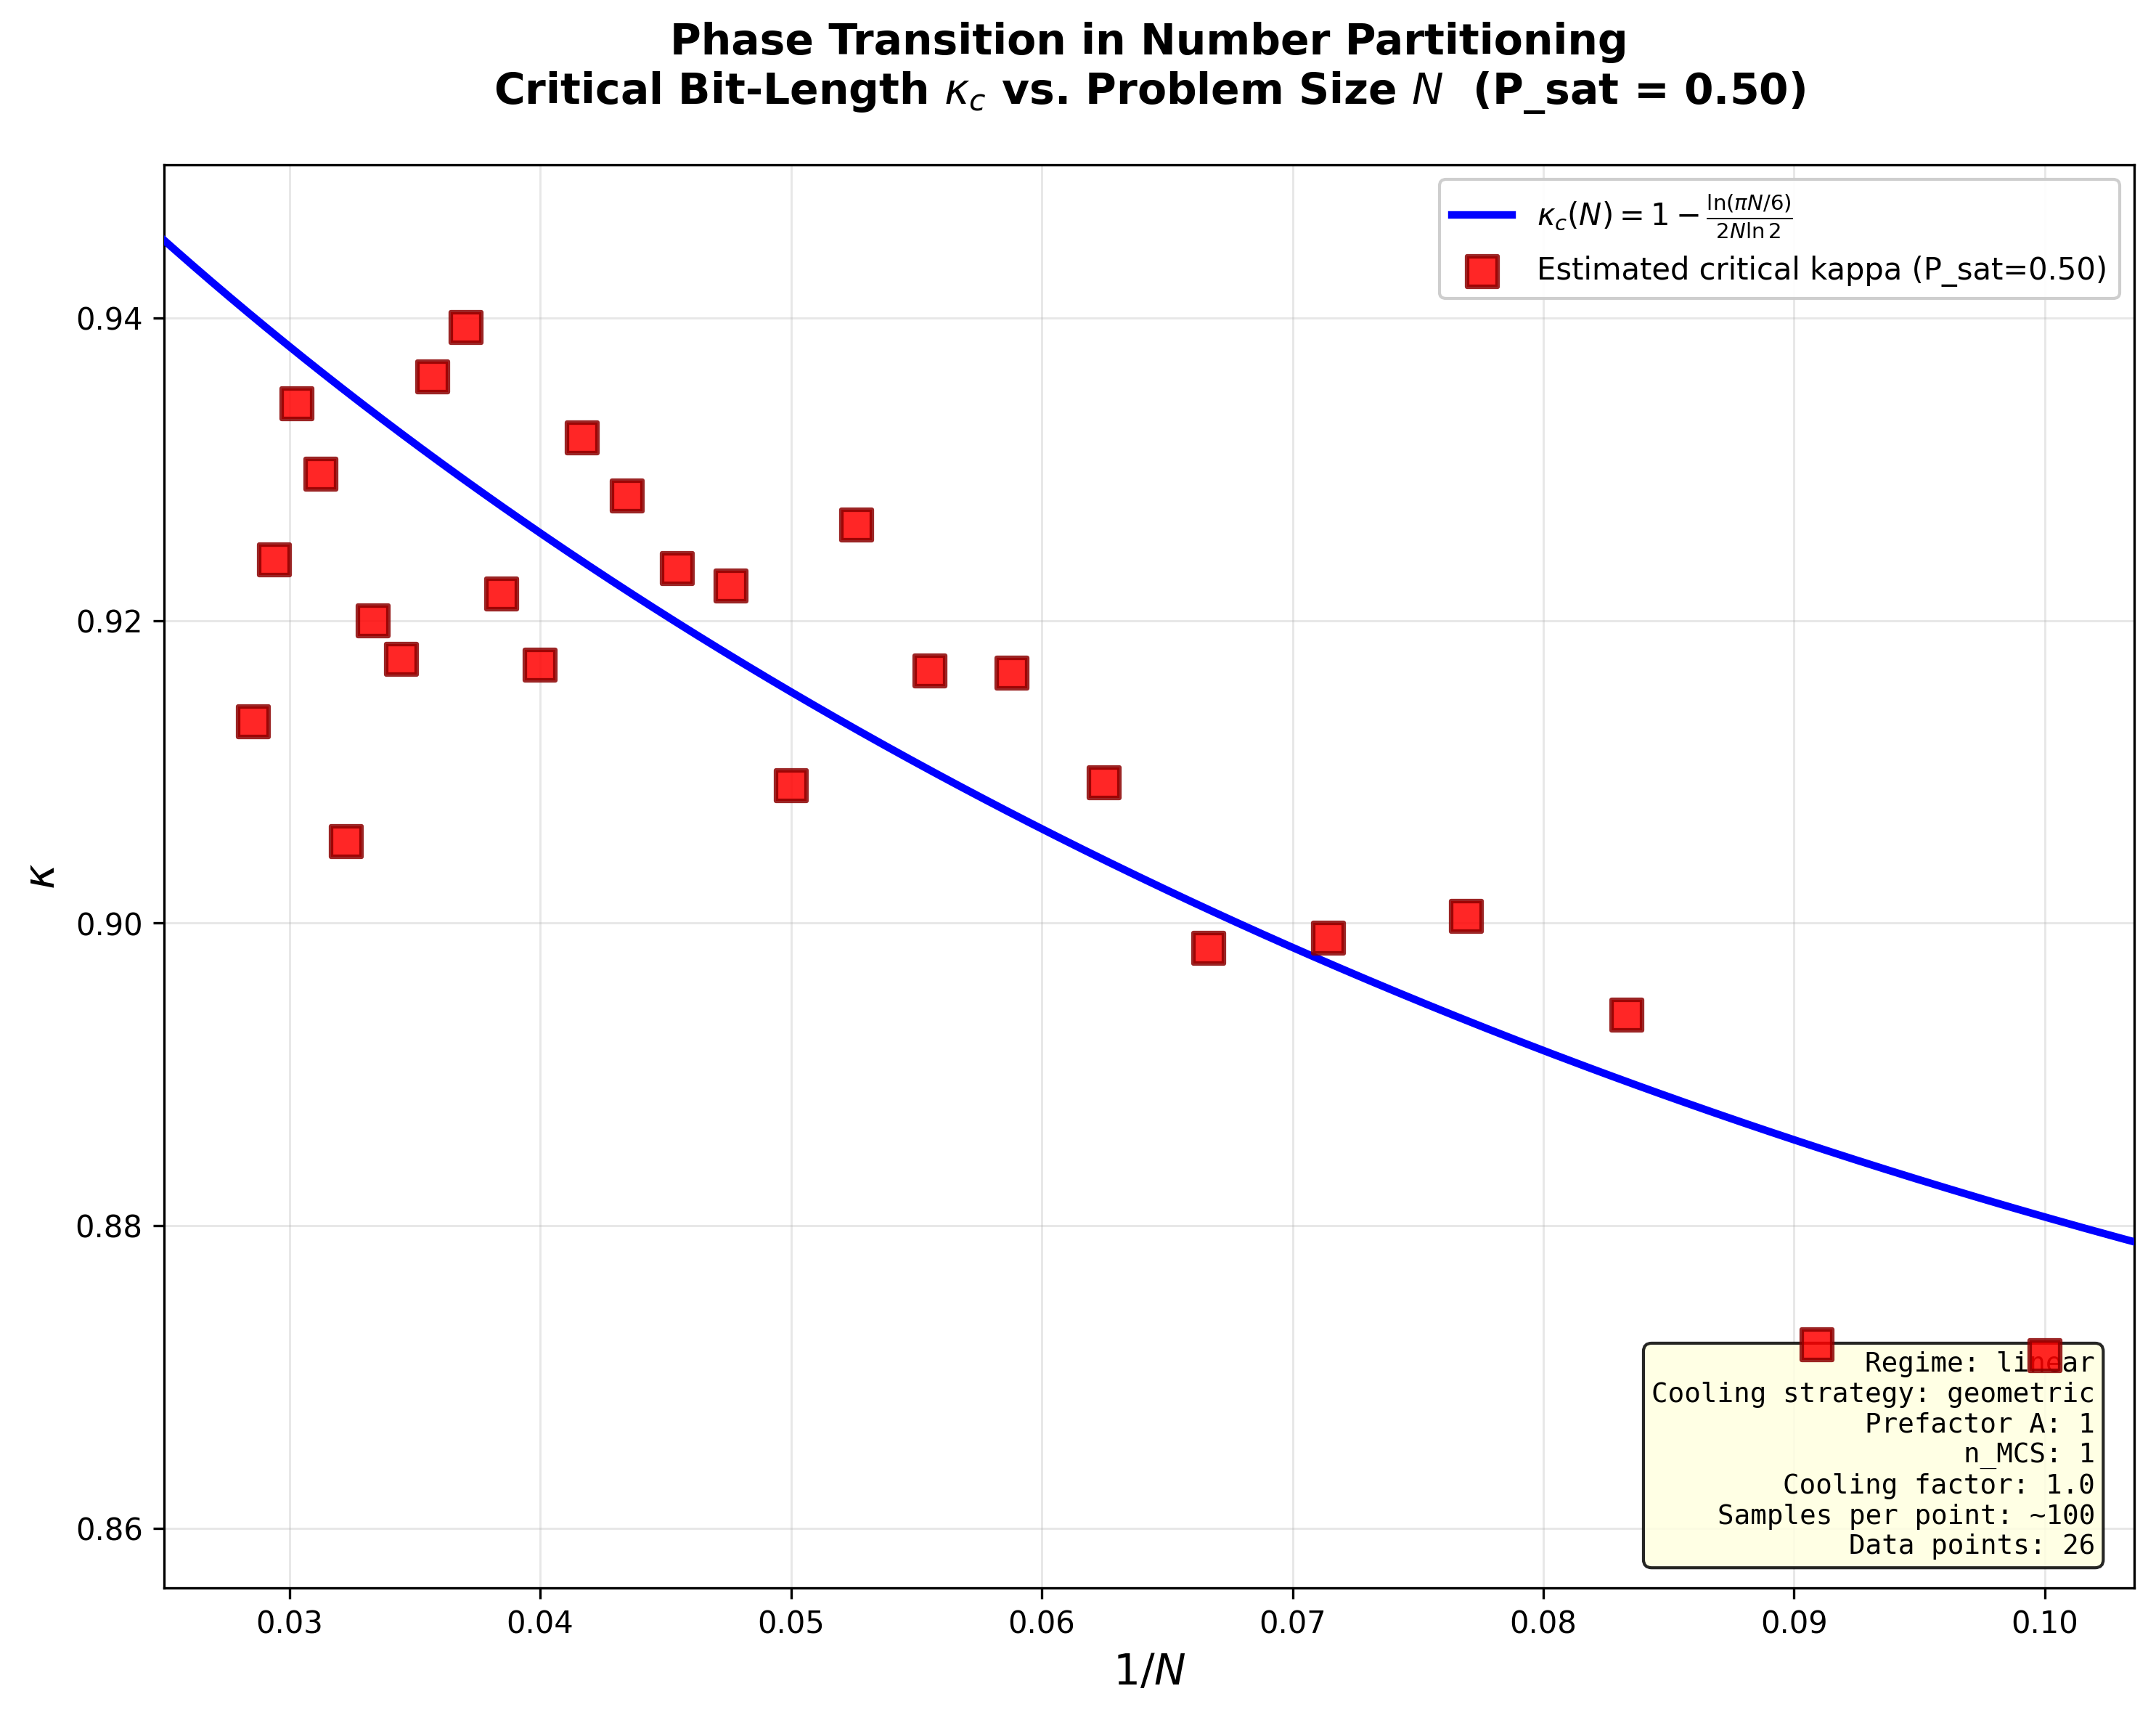 Phase Transition in Number Partitioning
Critical Bit-Length κ_c vs. Problem Size N (P_sat = 0.50)
κ_c(N) = 1 − ln(πN/6) / 2N ln 2
Estimated critical kappa (P_sat=0.50)
0.94
0.92
0.90
0.88
0.86
κ
Regime: linear
Cooling strategy: geometric
Prefactor A: 1
n_MCS: 1
Cooling factor: 1.0
Samples per point: ~100
Data points: 26
0.03 0.04 0.05 0.06 0.07 0.08 0.09 0.10
1/N